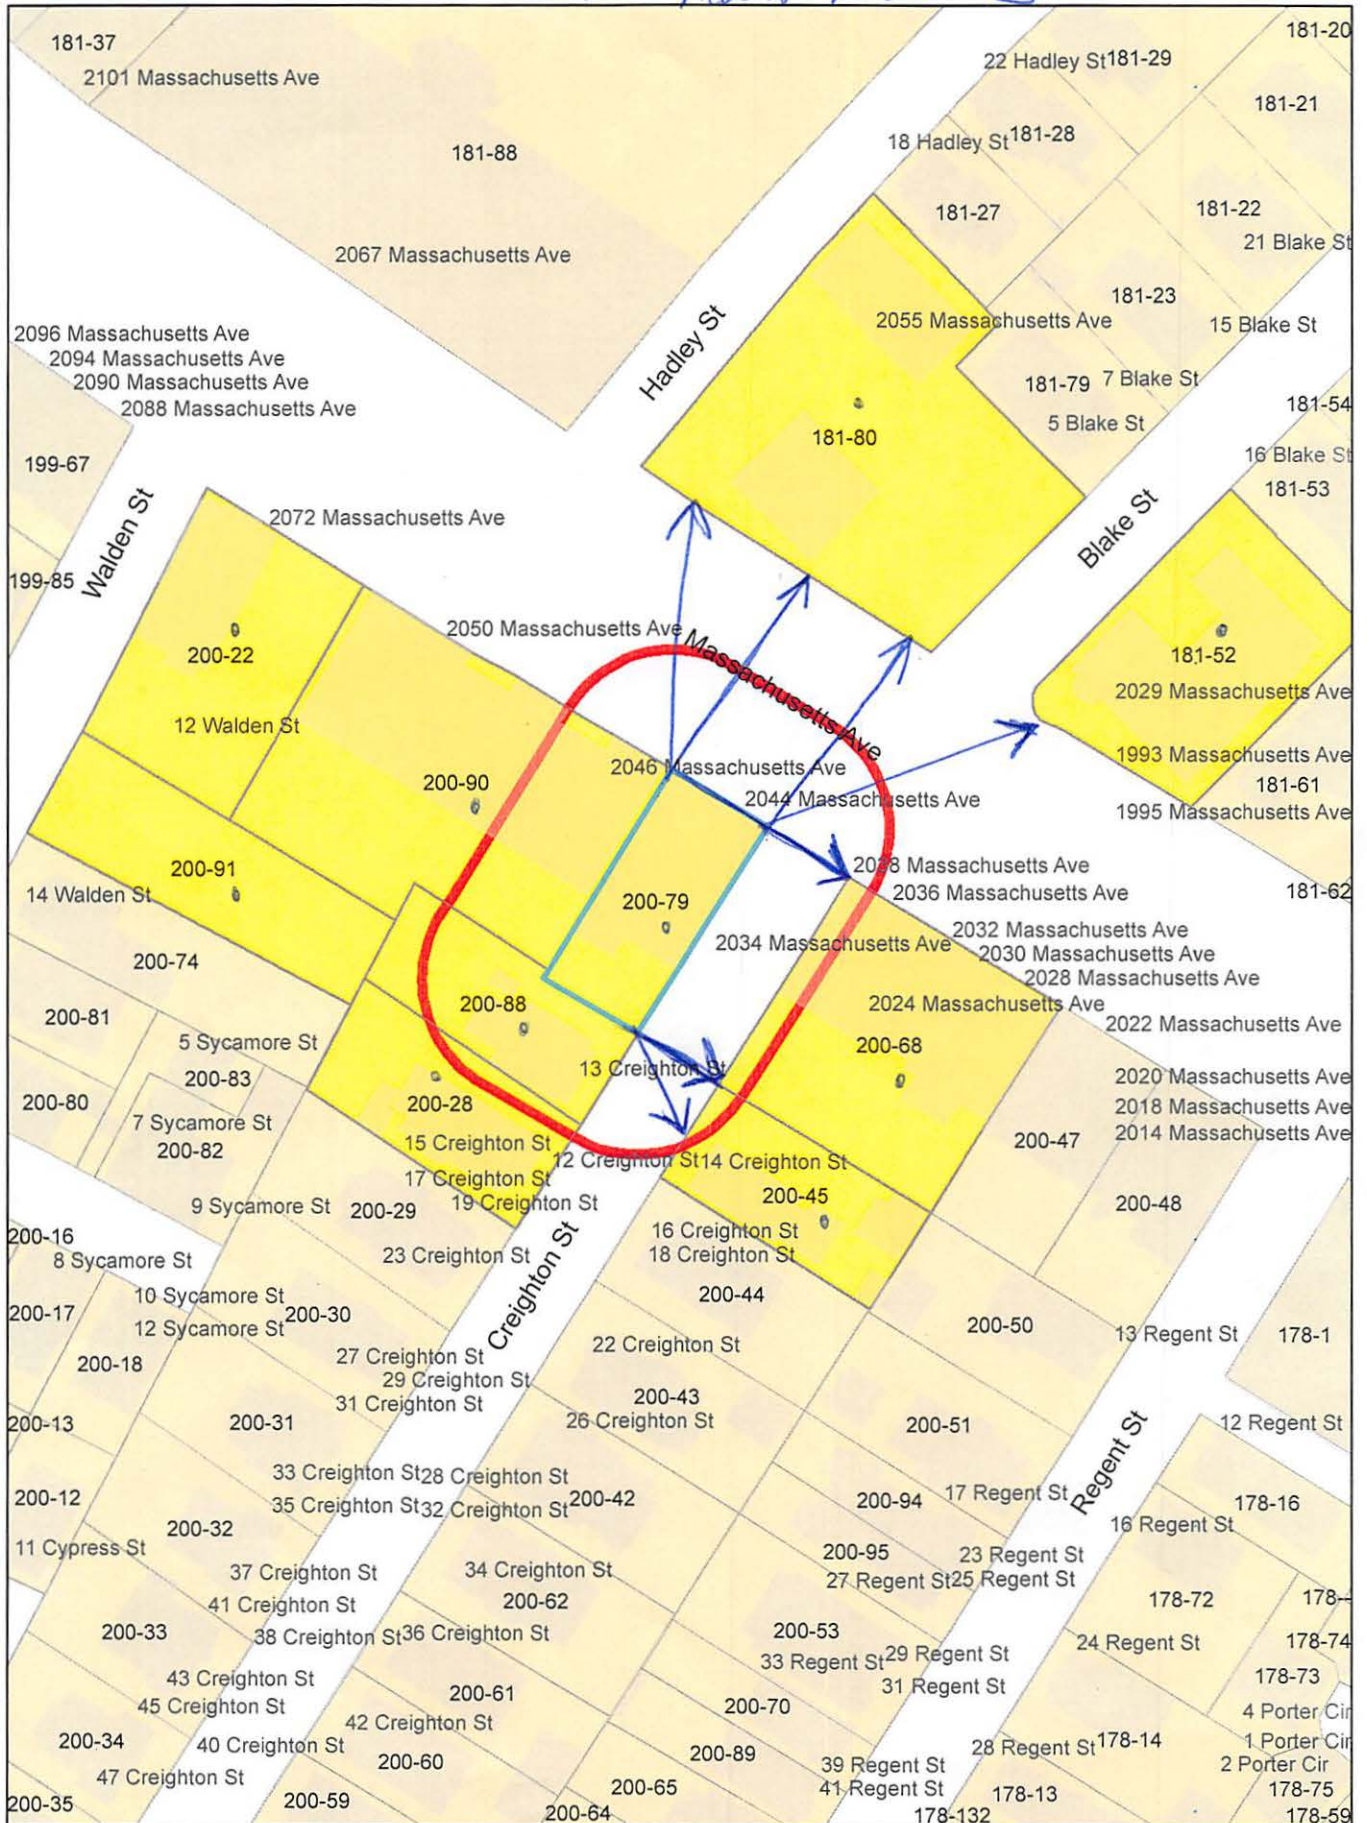 181-37
2101 Massachusetts Ave
181-88
2067 Massachusetts Ave
22 Hadley St
181-29
181-20
181-21
18 Hadley St
181-28
181-27
181-22
21 Blake St
181-23
15 Blake St
2055 Massachusetts Ave
Hadley St
2096 Massachusetts Ave
2094 Massachusetts Ave
2090 Massachusetts Ave
2088 Massachusetts Ave
181-79
7 Blake St
5 Blake St
181-54
181-80
16 Blake St
181-53
199-67
Walden St
2072 Massachusetts Ave
Blake St
199-85
200-22
2050 Massachusetts Ave
Massachusetts Ave
181-52
2029 Massachusetts Ave
12 Walden St
1993 Massachusetts Ave
200-90
2046 Massachusetts Ave
2044 Massachusetts Ave
181-61
1995 Massachusetts Ave
200-91
14 Walden St
2038 Massachusetts Ave
2036 Massachusetts Ave
181-62
200-79
2034 Massachusetts Ave
2032 Massachusetts Ave
2030 Massachusetts Ave
2028 Massachusetts Ave
200-74
200-88
2024 Massachusetts Ave
2022 Massachusetts Ave
200-81
5 Sycamore St
200-83
13 Creighton St
200-68
2020 Massachusetts Ave
200-80
200-28
2018 Massachusetts Ave
7 Sycamore St
200-82
15 Creighton St
200-47
2014 Massachusetts Ave
12 Creighton St
14 Creighton St
17 Creighton St
200-45
9 Sycamore St
200-29
19 Creighton St
200-48
200-16
8 Sycamore St
23 Creighton St
16 Creighton St
18 Creighton St
10 Sycamore St
200-30
Creighton St
200-44
200-17
12 Sycamore St
200-50
13 Regent St
178-1
200-18
27 Creighton St
29 Creighton St
31 Creighton St
22 Creighton St
200-43
26 Creighton St
200-13
200-31
200-51
Regent St
12 Regent St
33 Creighton St
28 Creighton St
35 Creighton St
32 Creighton St
200-42
200-12
200-94
17 Regent St
178-16
200-32
11 Cypress St
16 Regent St
200-95
23 Regent St
37 Creighton St
34 Creighton St
27 Regent St
25 Regent St
200-62
178-72
178-
41 Creighton St
200-33
38 Creighton St
36 Creighton St
200-53
24 Regent St
178-74
33 Regent St
29 Regent St
178-73
43 Creighton St
31 Regent St
200-61
45 Creighton St
200-70
4 Porter Cir
42 Creighton St
200-34
40 Creighton St
200-60
200-89
28 Regent St
178-14
1 Porter Cir
39 Regent St
2 Porter Cir
47 Creighton St
200-65
41 Regent St
178-13
178-75
200-35
200-59
200-64
178-132
178-59